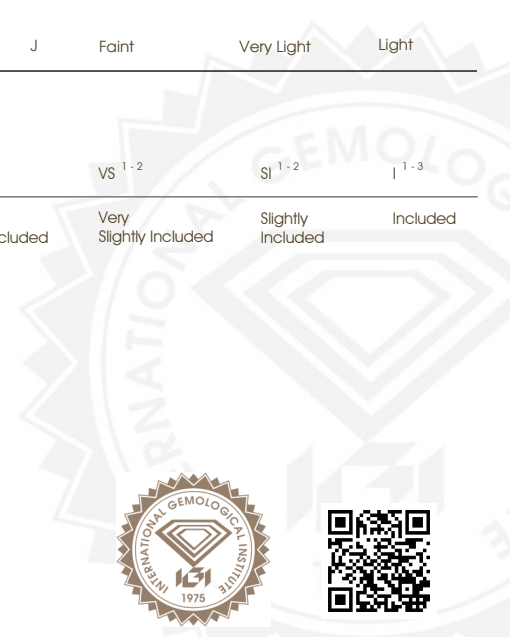 J Faint Very Light Light
VS 1 - 2 SI 1 - 2 I 1 - 3
Very Slightly Included
cluded Slightly Included Included
INTERNATIONAL GEMOLOGICAL INSTITUTE
IGI
1975